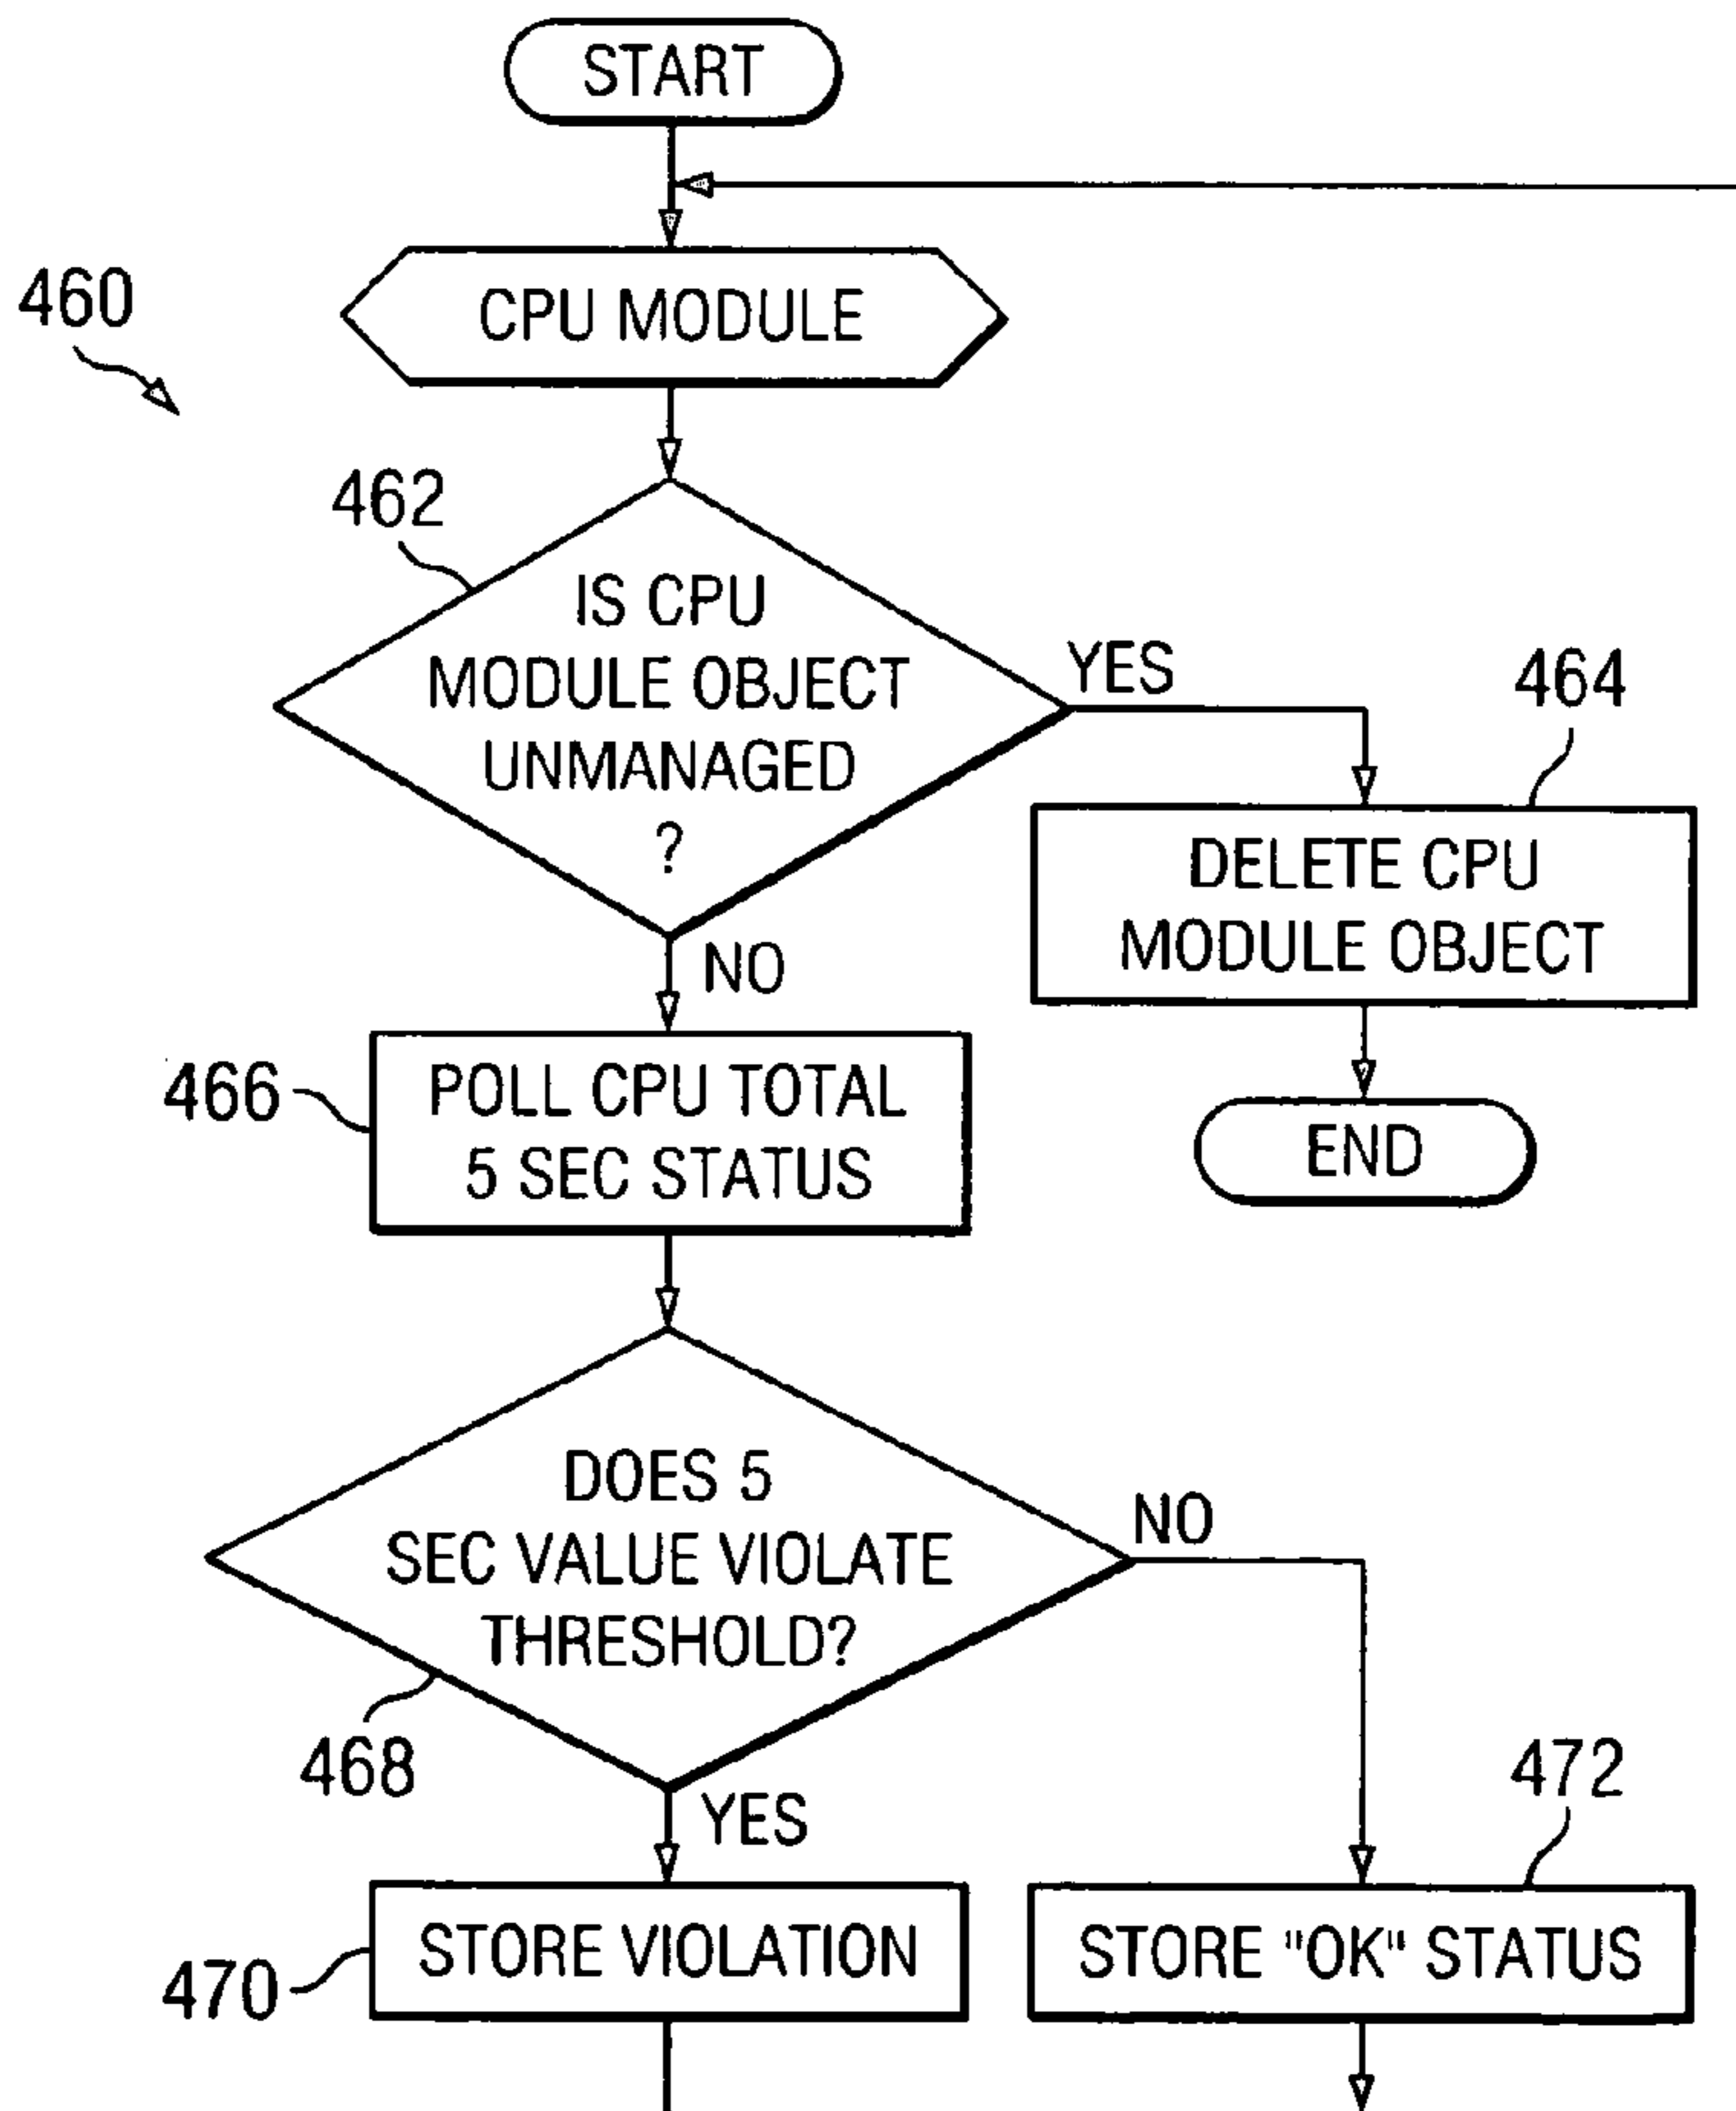 START
460
CPU MODULE
462
IS CPU
MODULE OBJECT
UNMANAGED
?
YES
464
DELETE CPU
MODULE OBJECT
NO
END
466
POLL CPU TOTAL
5 SEC STATUS
DOES 5
SEC VALUE VIOLATE
THRESHOLD?
NO
468
YES
472
470
STORE VIOLATION
STORE "OK" STATUS